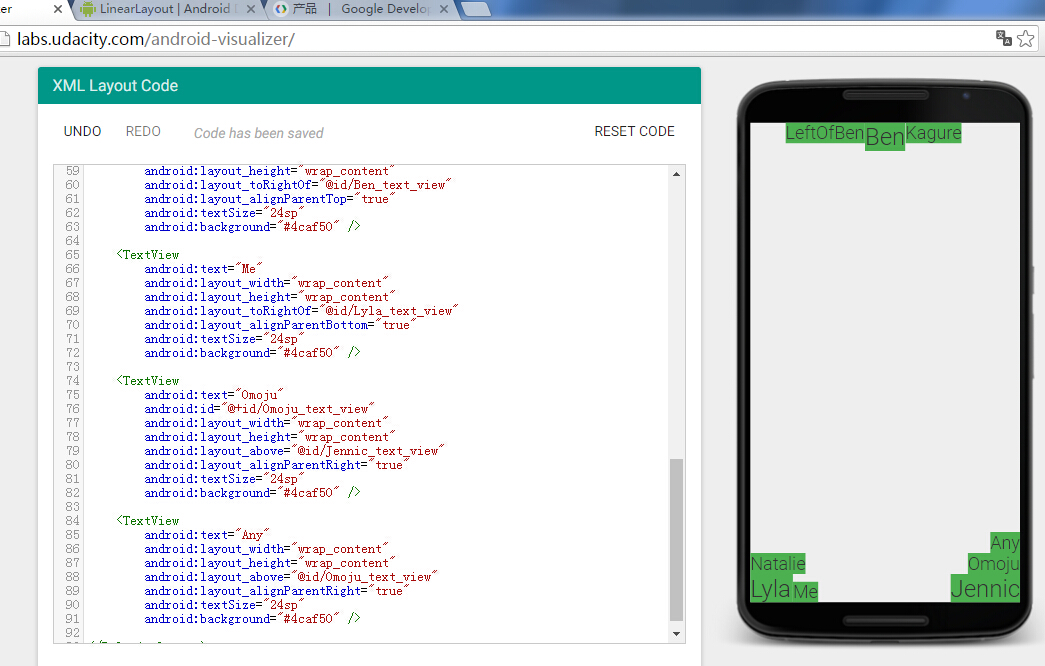 er
LinearLayout | Android
产品 | Google Develop
labs.udacity.com/android-visualizer/
XML Layout Code
UNDO REDO Code has been saved RESET CODE
59 android:layout_height="wrap_content"
60 android:layout_toRightOf="@id/Ben_text_view"
61 android:layout_alignParentTop="true"
62 android:textSize="24sp"
63 android:background="#4caf50" />
64
65 <TextView
66 android:text="Me"
67 android:layout_width="wrap_content"
68 android:layout_height="wrap_content"
69 android:layout_toRightOf="@id/Lyla_text_view"
70 android:layout_alignParentBottom="true"
71 android:textSize="24sp"
72 android:background="#4caf50" />
73
74 <TextView
75 android:text="Omoju"
76 android:id="@+id/Omoju_text_view"
77 android:layout_width="wrap_content"
78 android:layout_height="wrap_content"
79 android:layout_above="@id/Jennic_text_view"
80 android:layout_alignParentRight="true"
81 android:textSize="24sp"
82 android:background="#4caf50" />
83
84 <TextView
85 android:text="Any"
86 android:layout_width="wrap_content"
87 android:layout_height="wrap_content"
88 android:layout_above="@id/Omoju_text_view"
89 android:layout_alignParentRight="true"
90 android:textSize="24sp"
91 android:background="#4caf50" />
92
LeftOfBen Ben Kagure
Any
Natalie Omoju
Lyla Me Jennic